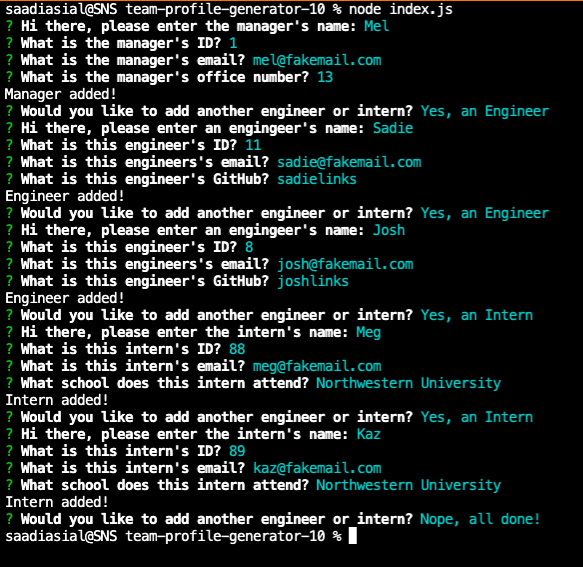 saadiasial@SNS team-profile-generator-10 % node index.js
? Hi there, please enter the manager's name: Mel
? What is the manager's ID? 1
? What is the manager's email? mel@fakemail.com
? What is the manager's office number? 13
Manager added!
? Would you like to add another engineer or intern? Yes, an Engineer
? Hi there, please enter an engingeer's name: Sadie
? What is this engineer's ID? 11
? What is this engineers's email? sadie@fakemail.com
? What is this engineer's GitHub? sadielinks
Engineer added!
? Would you like to add another engineer or intern? Yes, an Engineer
? Hi there, please enter an engingeer's name: Josh
? What is this engineer's ID? 8
? What is this engineers's email? josh@fakemail.com
? What is this engineer's GitHub? joshlinks
Engineer added!
? Would you like to add another engineer or intern? Yes, an Intern
? Hi there, please enter the intern's name: Meg
? What is this intern's ID? 88
? What is this intern's email? meg@fakemail.com
? What school does this intern attend? Northwestern University
Intern added!
? Would you like to add another engineer or intern? Yes, an Intern
? Hi there, please enter the intern's name: Kaz
? What is this intern's ID? 89
? What is this intern's email? kaz@fakemail.com
? What school does this intern attend? Northwestern University
Intern added!
? Would you like to add another engineer or intern? Nope, all done!
saadiasial@SNS team-profile-generator-10 %